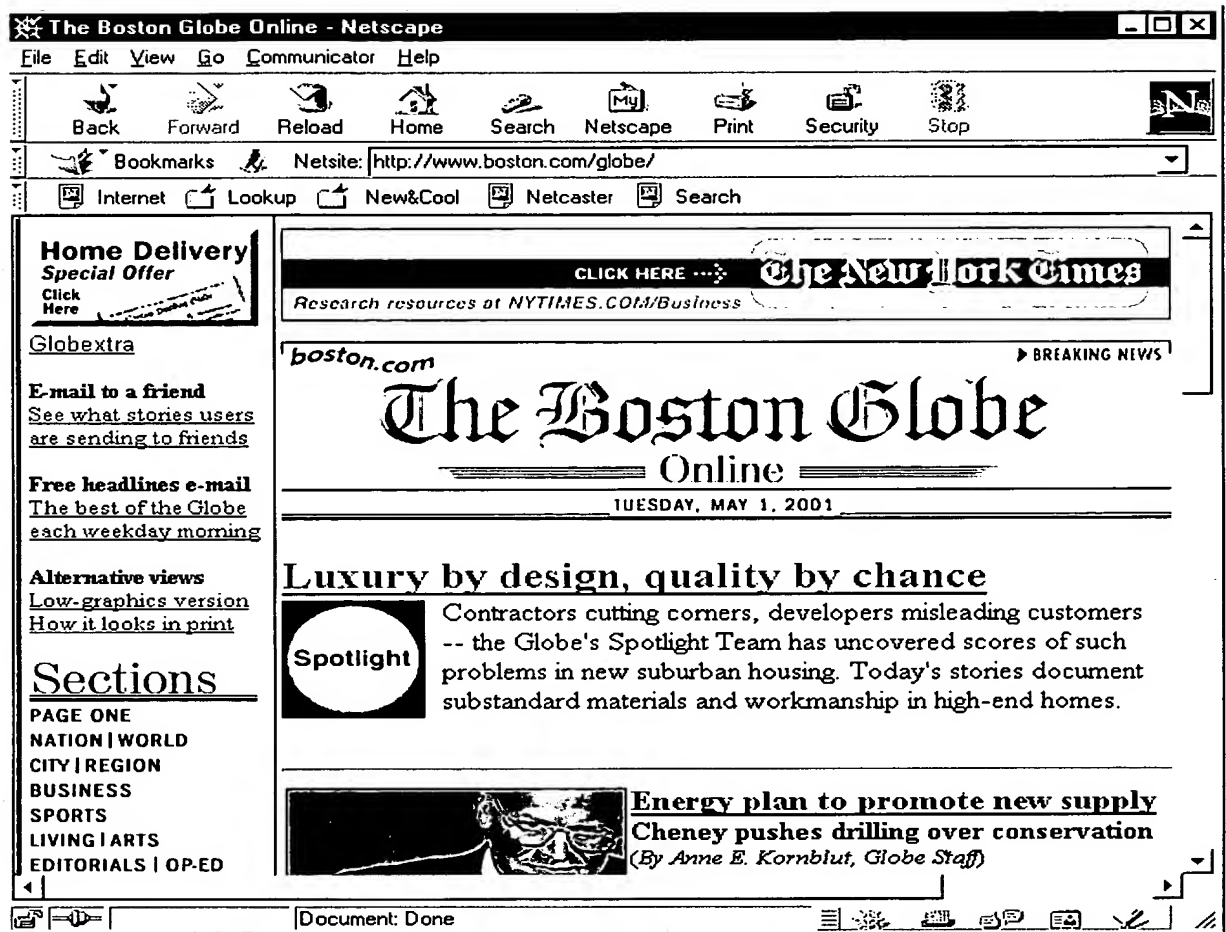 The Boston Globe Online - Netscape
File Edit View Go Communicator Help
Back Forward Reload Home Search My Netscape Print Security Stop
N
Bookmarks Netsite: http://www.boston.com/globe/
Internet Lookup New&Cool Netcaster Search
Home Delivery
Special Offer
Click
Here
Globextra
E-mail to a friend
See what stories users
are sending to friends
Free headlines e-mail
The best of the Globe
each weekday morning
Alternative views
Low-graphics version
How it looks in print
Sections
PAGE ONE
NATION | WORLD
CITY | REGION
BUSINESS
SPORTS
LIVING | ARTS
EDITORIALS | OP-ED
CLICK HERE The New York Times
Research resources at NYTIMES.COM/Business
boston.com BREAKING NEWS
The Boston Globe
Online
TUESDAY, MAY 1, 2001
Luxury by design, quality by chance
Spotlight
Contractors cutting corners, developers misleading customers
-- the Globe's Spotlight Team has uncovered scores of such
problems in new suburban housing. Today's stories document
substandard materials and workmanship in high-end homes.
Energy plan to promote new supply
Cheney pushes drilling over conservation
(By Anne E. Kornblut, Globe Staff)
Document: Done